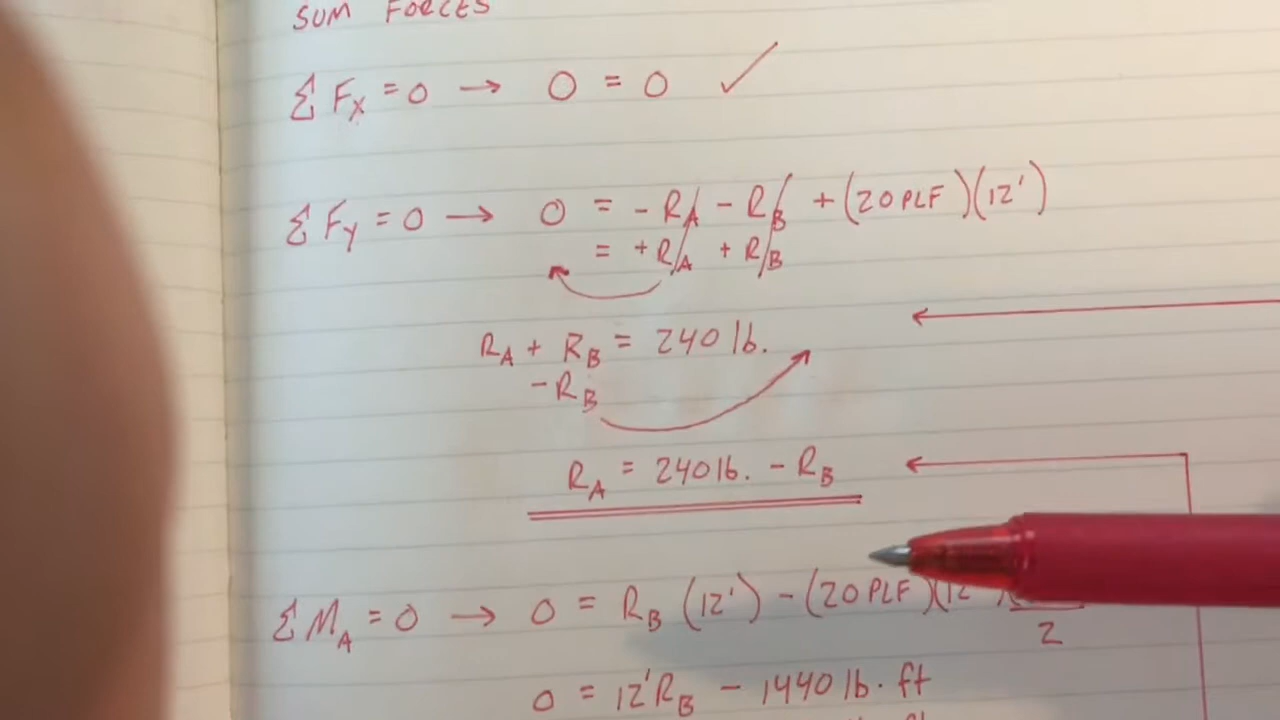 SUM FORCES
ΣFx = 0 → 0 = 0 ✓
ΣFy = 0 → 0 = -RA - RB + (20PLF)(12')
= +RA + RB
RA + RB = 240 lb.
-RB
RA = 240 lb. - RB
ΣMA = 0 → 0 = RB (12') - (20PLF)(12
2
0 = 12'RB - 1440 lb·ft